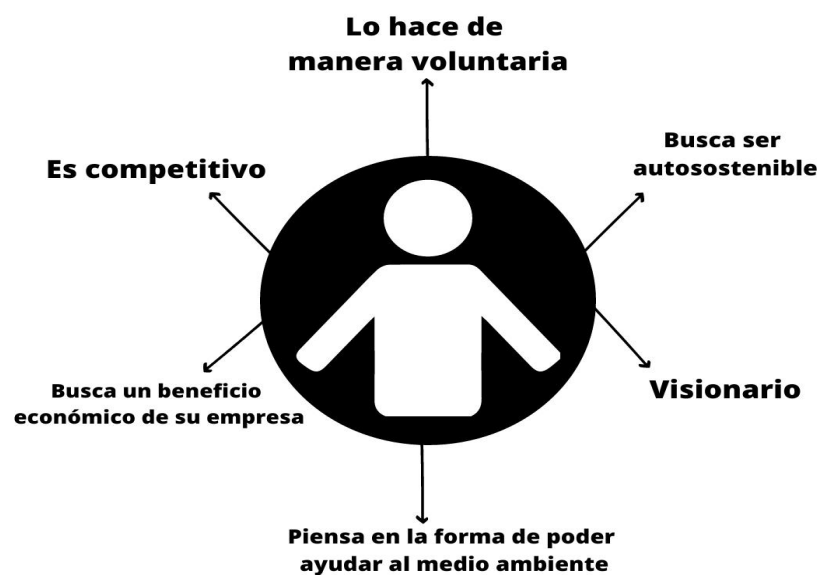 Lo hace de
manera voluntaria
Busca ser
autosostenible
Es competitivo
Busca un beneficio
económico de su empresa
Visionario
Piensa en la forma de poder
ayudar al medio ambiente